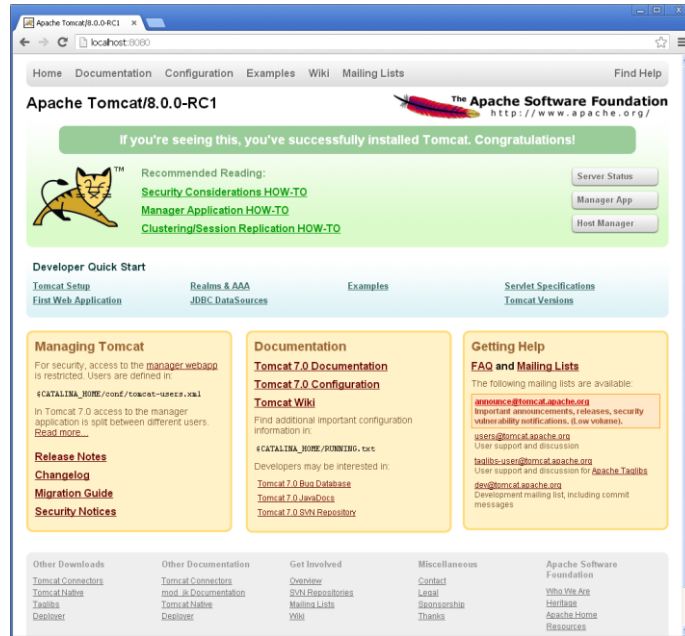 Apache Tomcat/8.0.0-RC1
localhost:8080
Home Documentation Configuration Examples Wiki Mailing Lists Find Help
Apache Tomcat/8.0.0-RC1
The Apache Software Foundation
http://www.apache.org/
If you're seeing this, you've successfully installed Tomcat. Congratulations!
TM
Recommended Reading:
Security Considerations HOW-TO
Manager Application HOW-TO
Clustering/Session Replication HOW-TO
Server Status
Manager App
Host Manager
Developer Quick Start
Tomcat Setup
First Web Application
Realms & AAA
JDBC DataSources
Examples
Servlet Specifications
Tomcat Versions
Managing Tomcat
For security, access to the manager webapp
is restricted. Users are defined in:
$CATALINA_HOME/conf/tomcat-users.xml
In Tomcat 7.0 access to the manager
application is split between different users.
Read more...
Release Notes
Changelog
Migration Guide
Security Notices
Documentation
Tomcat 7.0 Documentation
Tomcat 7.0 Configuration
Tomcat Wiki
Find additional important configuration
information in:
$CATALINA_HOME/RUNNING.txt
Developers may be interested in:
Tomcat 7.0 Bug Database
Tomcat 7.0 JavaDocs
Tomcat 7.0 SVN Repository
Getting Help
FAQ and Mailing Lists
The following mailing lists are available:
announce@tomcat.apache.org
Important announcements, releases, security
vulnerability notifications. (Low volume).
users@tomcat.apache.org
User support and discussion
taglibs-user@tomcat.apache.org
User support and discussion for Apache Taglibs
dev@tomcat.apache.org
Development mailing list, including commit
messages
Other Downloads
Tomcat Connectors
Tomcat Native
Taglibs
Deployer
Other Documentation
Tomcat Connectors
mod_jk Documentation
Tomcat Native
Deployer
Get Involved
Overview
SVN Repositories
Mailing Lists
Wiki
Miscellaneous
Contact
Legal
Sponsorship
Thanks
Apache Software
Foundation
Who We Are
Heritage
Apache Home
Resources